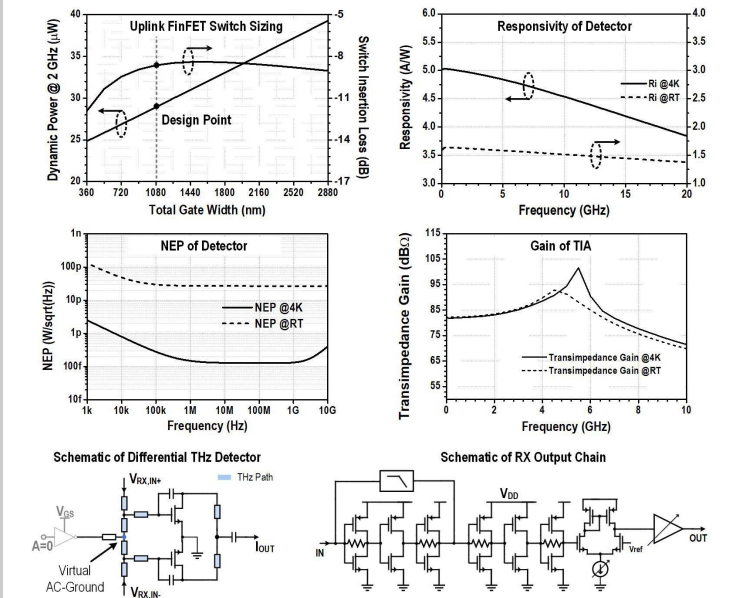 Uplink FinFET Switch Sizing
Dynamic Power @ 2 GHz (µW)
40
35
30
25
20
Design Point
-5
-8
-11
-14
-17
Switch Insertion Loss (dB)
360 720 1080 1440 1800 2160 2520 2880
Total Gate Width (nm)
Responsivity of Detector
Responsivity (A/W)
6.0
5.5
5.0
4.5
4.0
3.5
3.0
Ri @4K
Ri @RT
4.0
3.5
3.0
2.5
2.0
1.5
1.0
0 5 10 15 20
Frequency (GHz)
NEP of Detector
NEP (W/sqrt(Hz))
1n
100p
10p
1p
100f
10f
NEP @4K
NEP @RT
1k 10k 100k 1M 10M 100M 1G 10G
Frequency (Hz)
Gain of TIA
Transimpedance Gain (dBΩ)
115
105
95
85
75
65
55
Transimpedance Gain @4K
Transimpedance Gain @RT
0 2 4 6 8 10
Frequency (GHz)
Schematic of Differential THz Detector
VRX,IN+
THz Path
VGS
A=0
IOUT
Virtual
AC-Ground
VRX,IN-
Schematic of RX Output Chain
VDD
IN
Vref
OUT